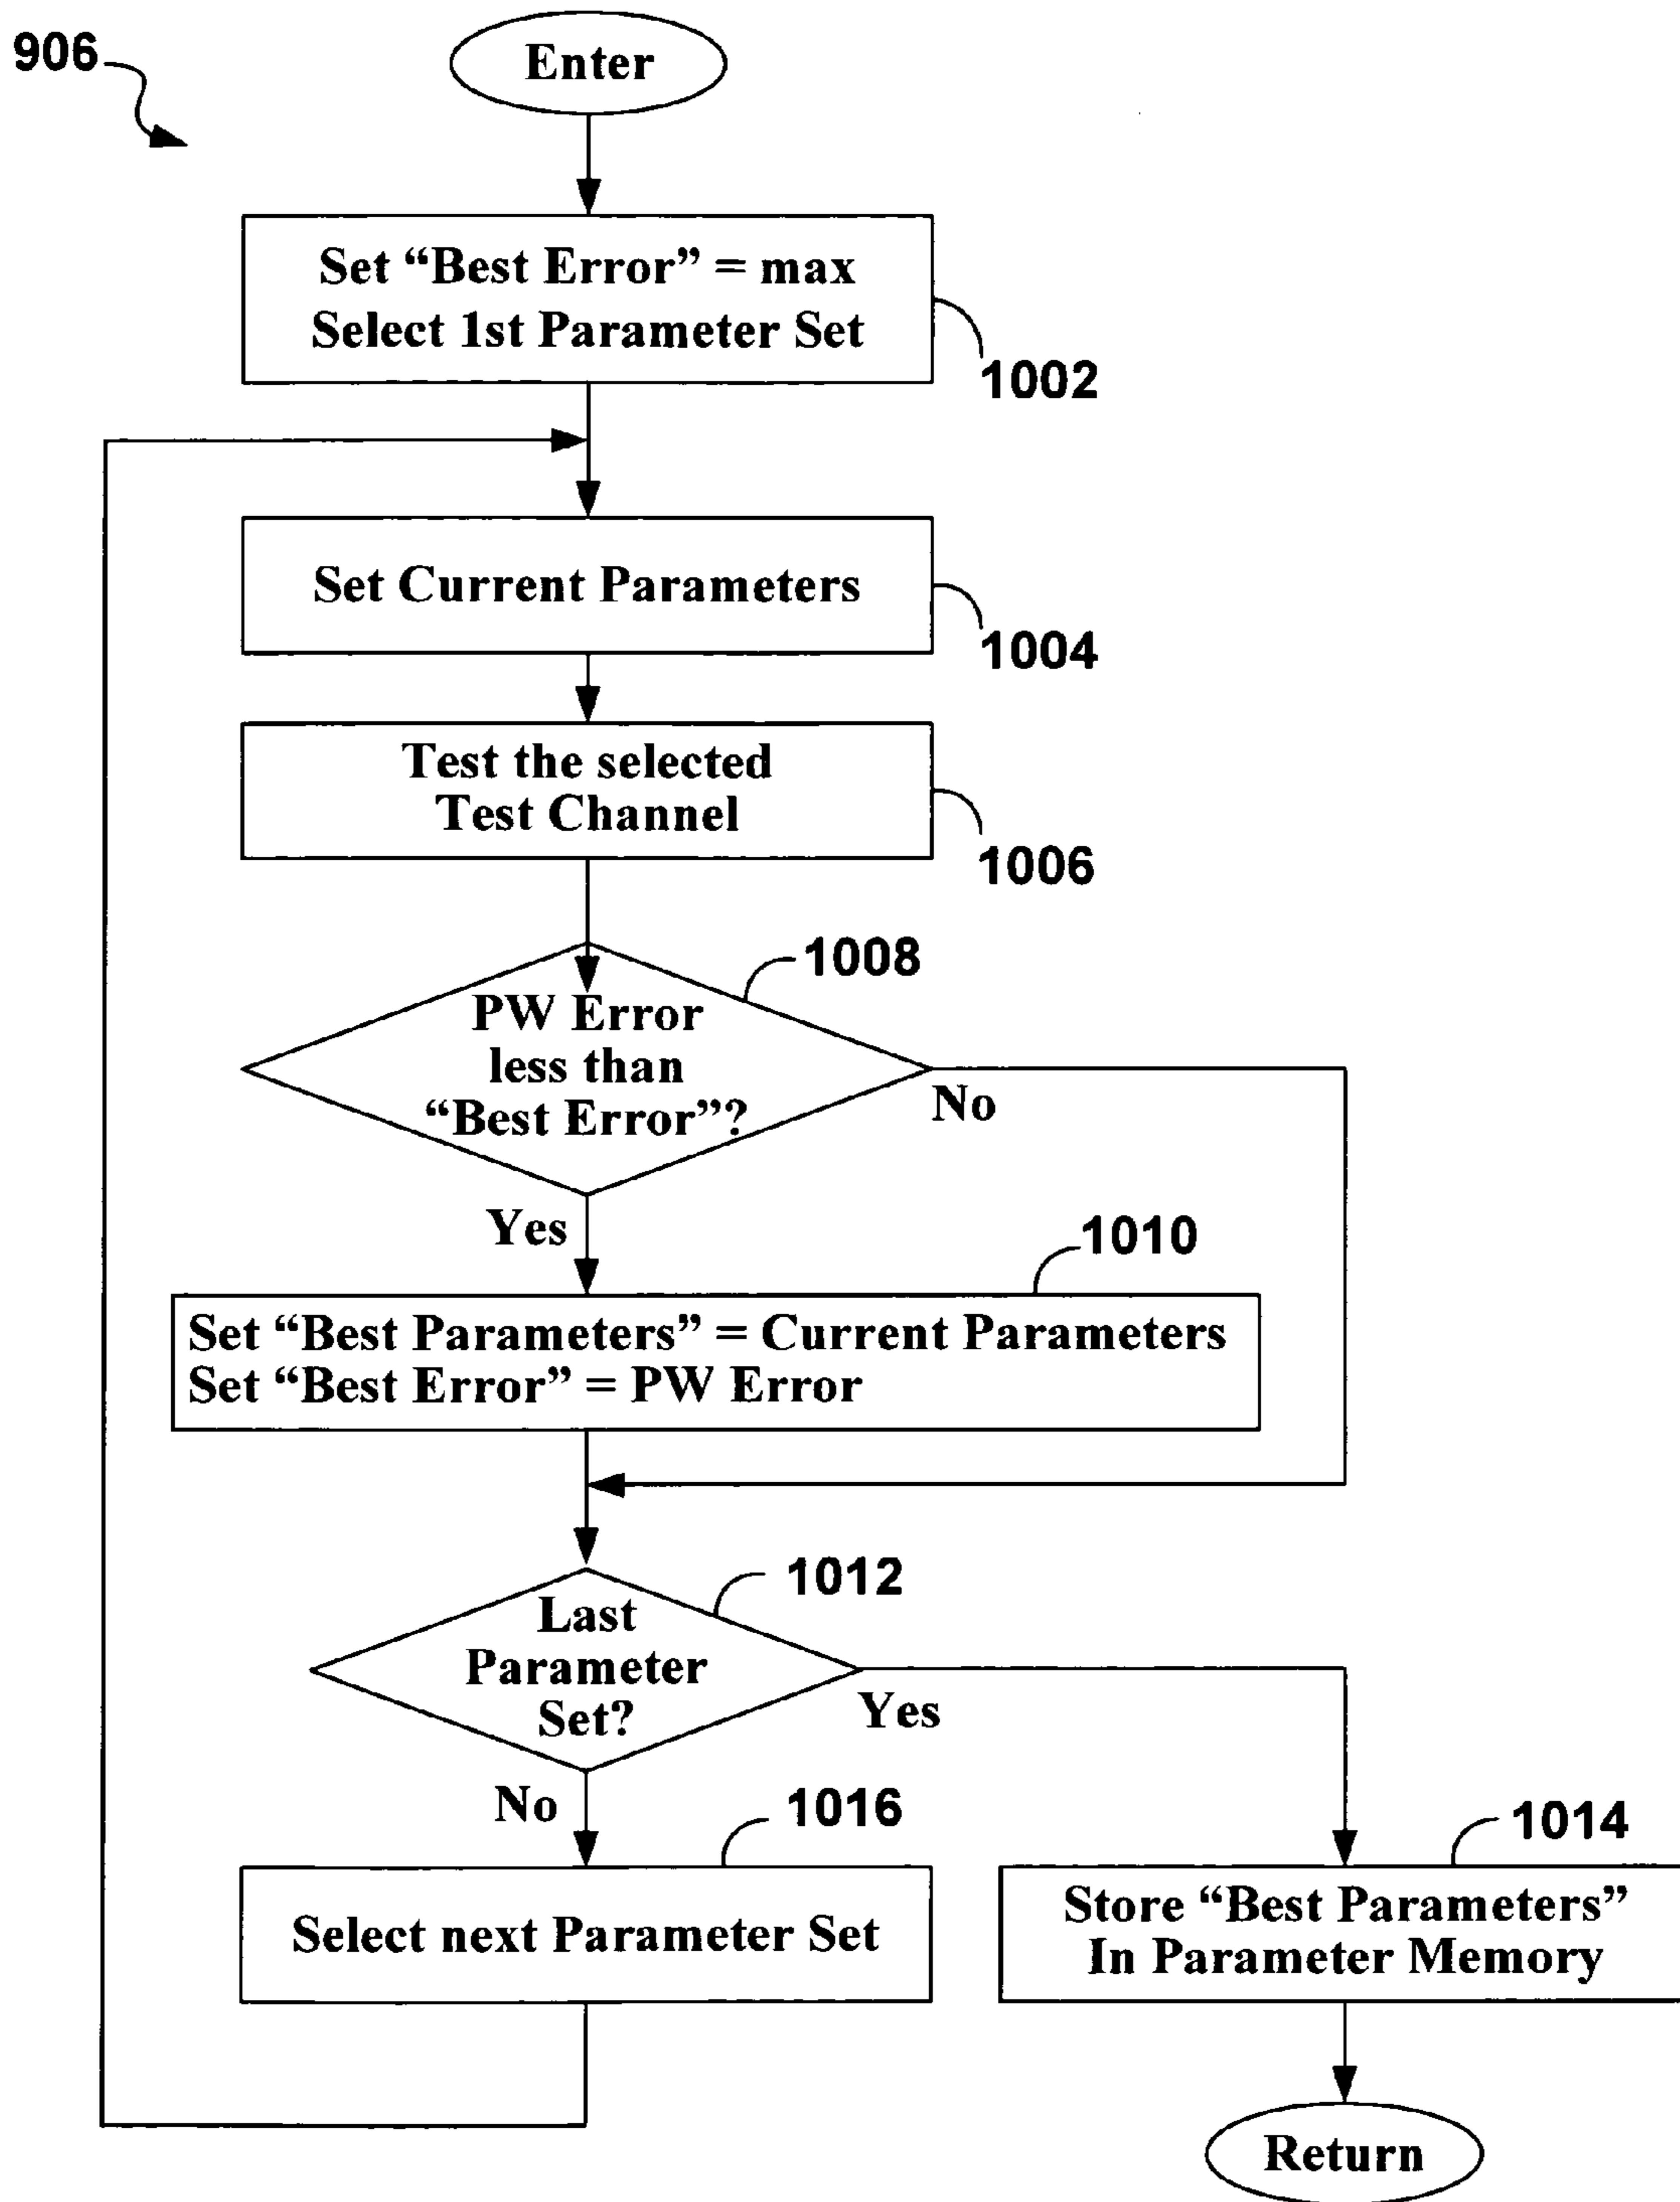 906
Enter
Set “Best Error” = max
Select 1st Parameter Set
1002
Set Current Parameters
1004
Test the selected
Test Channel
1006
1008
PW Error
less than
“Best Error”?
No
Yes
1010
Set “Best Parameters” = Current Parameters
Set “Best Error” = PW Error
1012
Last
Parameter
Set?
Yes
No
1016
1014
Select next Parameter Set
Store “Best Parameters”
In Parameter Memory
Return